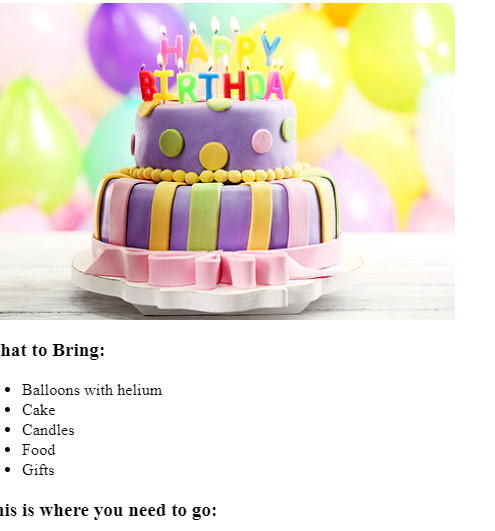 HAPPY
BIRTHDAY
hat to Bring:
Balloons with helium
Cake
Candles
Food
Gifts
his is where you need to go: